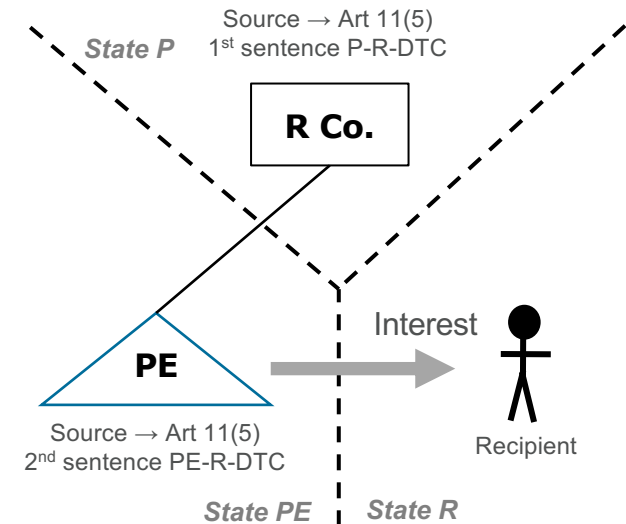 Source → Art 11(5)
State P
1st sentence P-R-DTC
R Co.
Interest
PE
Source → Art 11(5)
2nd sentence PE-R-DTC
Recipient
State PE
State R